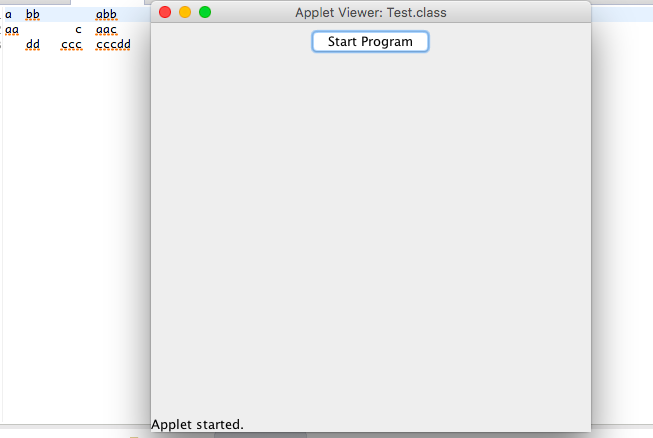 Applet Viewer: Test.class
a bb abb
aa c aac
dd ccc cccdd
Start Program
Applet started.